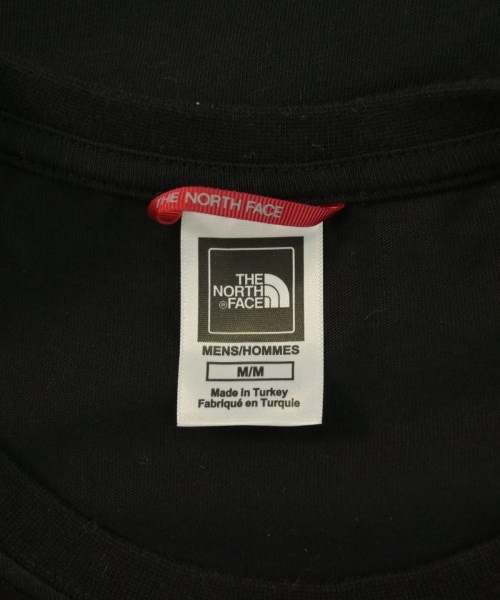 THE NORTH FACE
THE
NORTH
FACE
®
MENS/HOMMES
M/M
Made in Turkey
Fabriqué en Turquie